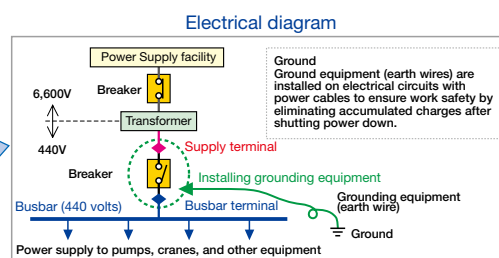 Electrical diagram
Power Supply facility
Breaker
6,600V
Transformer
440V
Supply terminal
Breaker
Installing grounding equipment
Busbar (440 volts)
Busbar terminal
Grounding equipment
(earth wire)
Ground
Power supply to pumps, cranes, and other equipment
Ground
Ground equipment (earth wires) are
installed on electrical circuits with
power cables to ensure work safety by
eliminating accumulated charges after
shutting power down.